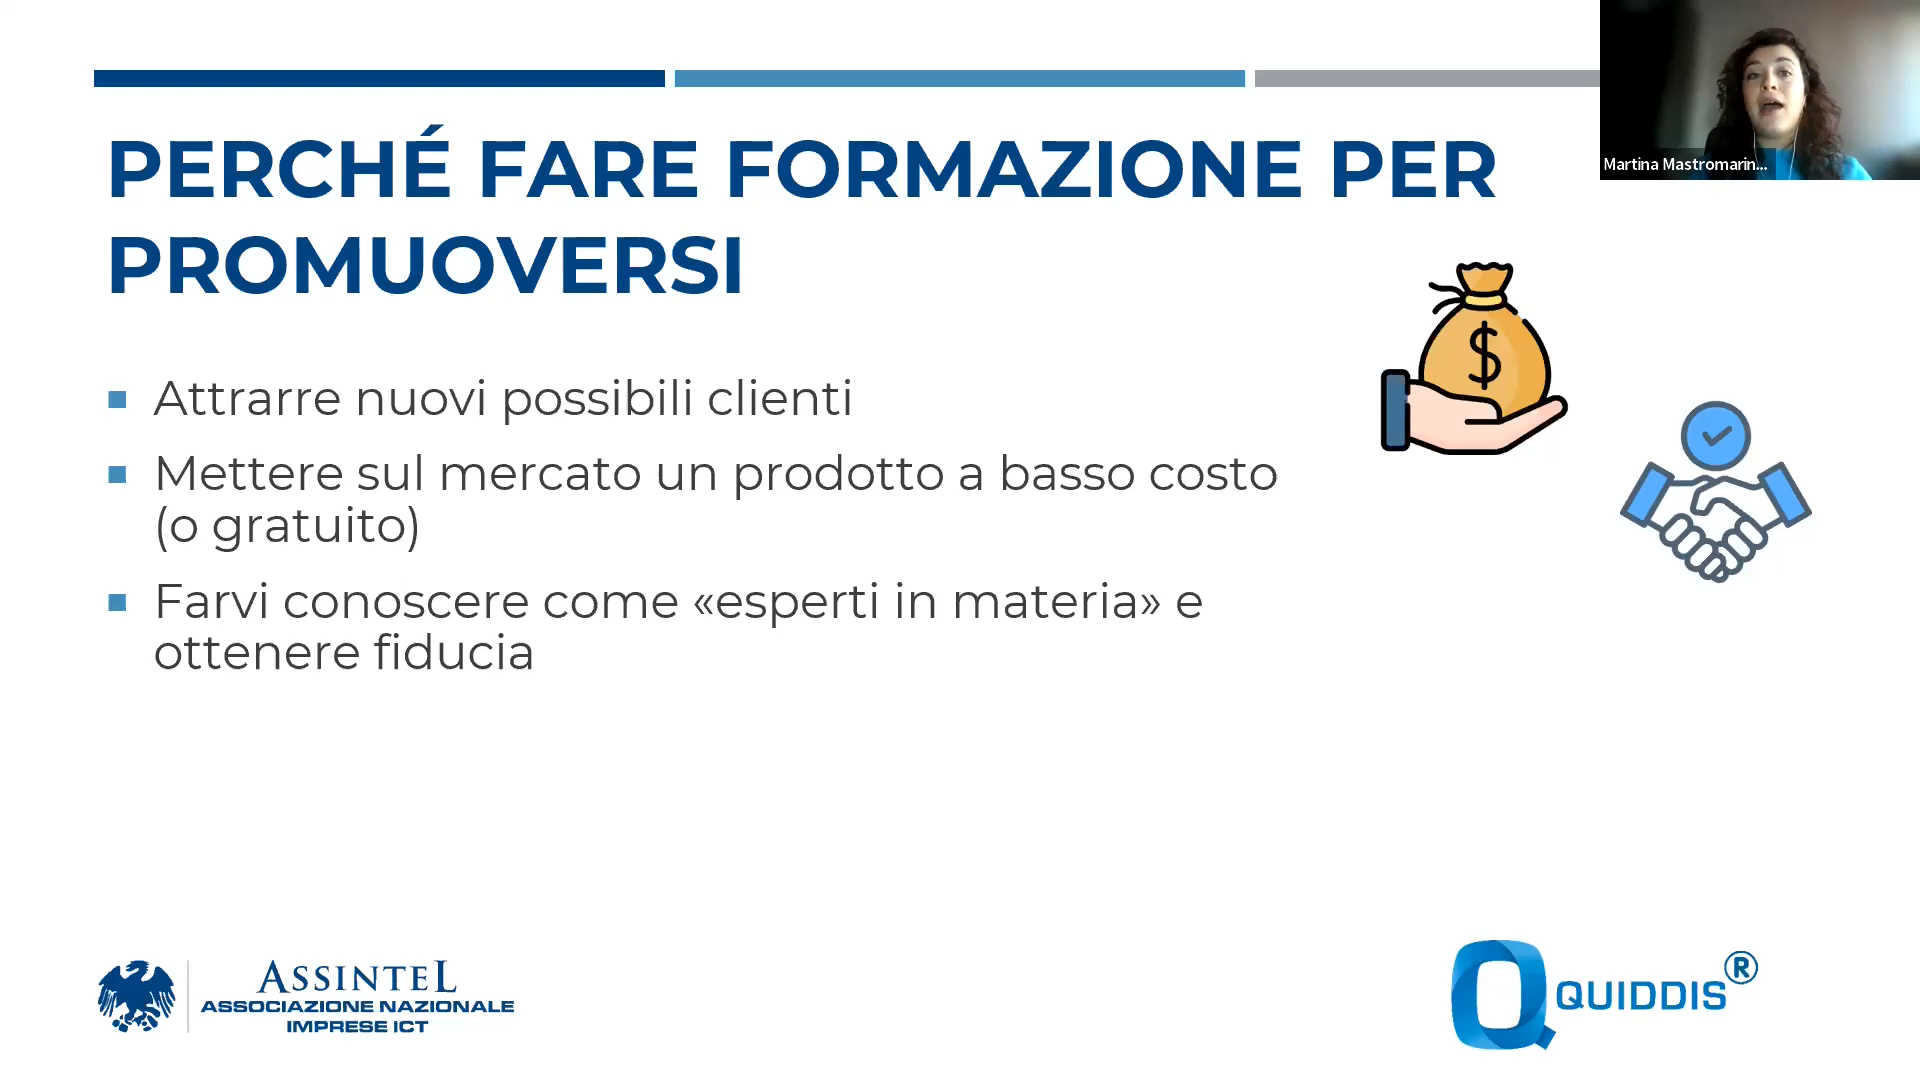 PERCHÉ FARE FORMAZIONE PER
PROMUOVERSI
Martina Mastromarin...
$
Attrarre nuovi possibili clienti
Mettere sul mercato un prodotto a basso costo
(o gratuito)
Farvi conoscere come «esperti in materia» e
ottenere fiducia
ASSINTEL
ASSOCIAZIONE NAZIONALE
IMPRESE ICT
QUIDDIS®